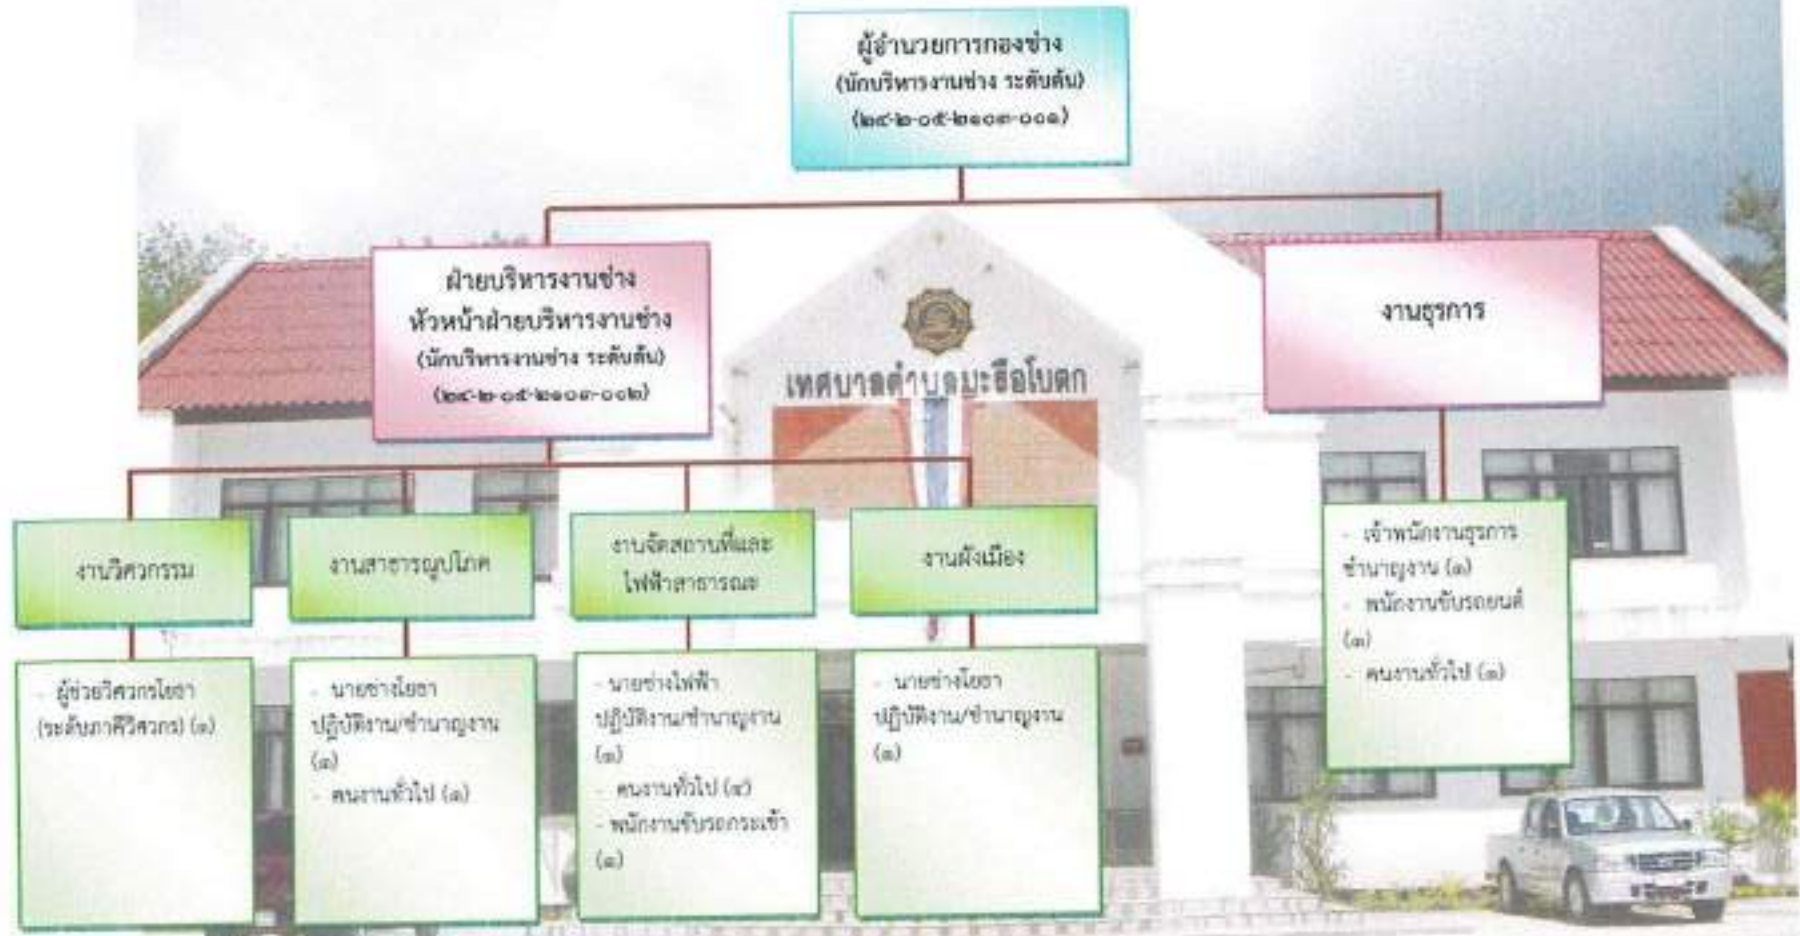 ผู้อำนวยการกองช่าง
(นักบริหารงานช่าง ระดับต้น)
(๒๔-๒-๐๕-๒๑๐๓-๐๐๑)
ฝ่ายบริหารงานช่าง
หัวหน้าฝ่ายบริหารงานช่าง
(นักบริหารงานช่าง ระดับต้น)
(๒๔-๒-๐๕-๒๑๐๓-๐๐๒)
งานธุรการ
เทศบาลตำบลมะรือโบตก
งานวิศวกรรม
งานสาธารณูปโภค
งานจัดสถานที่และ
ไฟฟ้าสาธารณะ
งานผังเมือง
- ผู้ช่วยวิศวกรโยธา
(ระดับภาคีวิศวกร) (๑)
- นายช่างโยธา
ปฏิบัติงาน/ชำนาญงาน
(๑)
- คนงานทั่วไป (๑)
- นายช่างไฟฟ้า
ปฏิบัติงาน/ชำนาญงาน
(๑)
- คนงานทั่วไป (๔)
- พนักงานขับรถกระเช้า
(๑)
- นายช่างโยธา
ปฏิบัติงาน/ชำนาญงาน
(๑)
- เจ้าพนักงานธุรการ
ชำนาญงาน (๑)
- พนักงานขับรถยนต์
(๑)
- คนงานทั่วไป (๑)